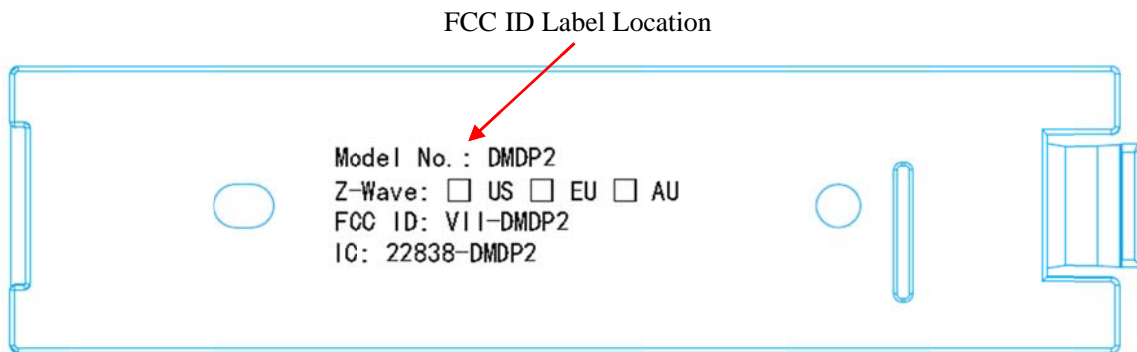 FCC ID Label Location
Model No.: DMDP2
Z-Wave: □ US □ EU □ AU
FCC ID: VII-DMDP2
IC: 22838-DMDP2